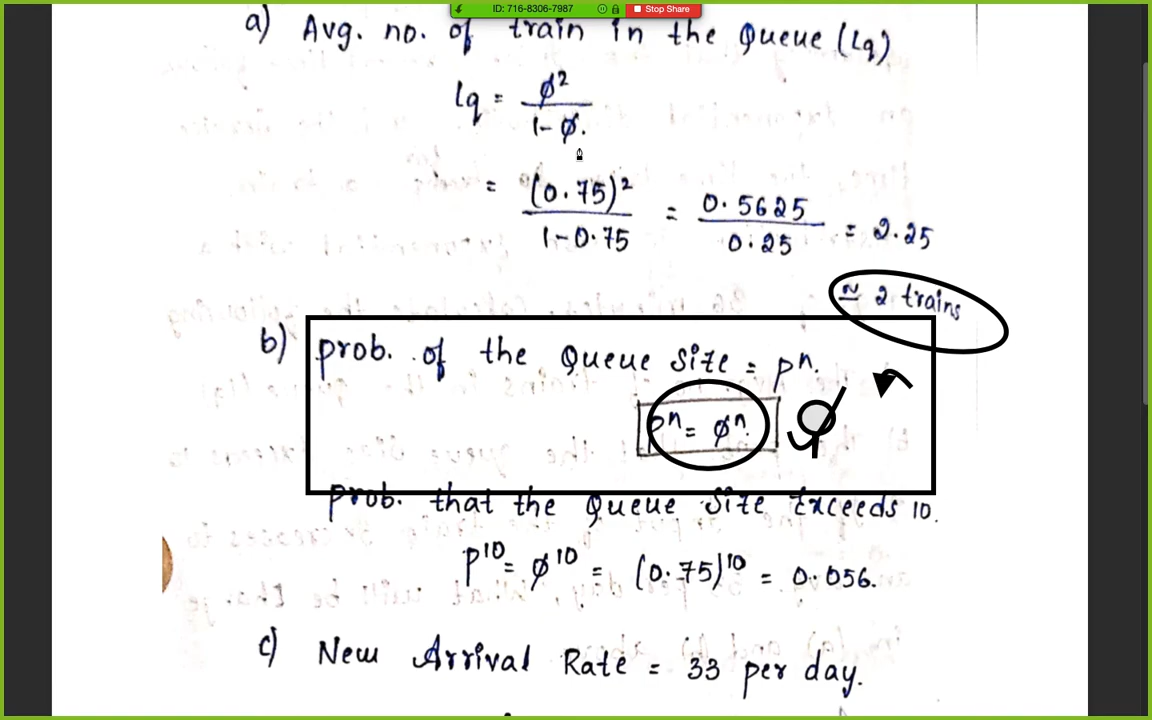 ID: 716-8306-7987 Stop Share
a) Avg. no. of train in the Queue (Lq)
Lq = ϕ²
1-ϕ.
= (0.75)² = 0.5625 = 2.25
1-0.75 0.25
≃ 2 trains
b) prob. of the Queue Size = pⁿ.
pⁿ = ϕⁿ. ϕ
prob. that the Queue Size Exceeds 10.
p¹⁰ = ϕ¹⁰ = (0.75)¹⁰ = 0.056.
c) New Arrival Rate = 33 per day.